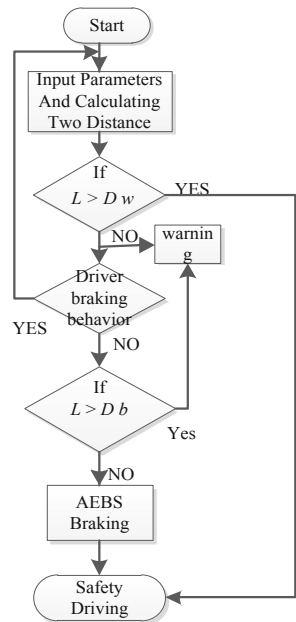 Start
Input Parameters
And Calculating
Two Distance
If
L > D w
YES
NO
warnin
g
Driver
braking
behavior
YES
NO
If
L > D b
Yes
NO
AEBS
Braking
Safety
Driving